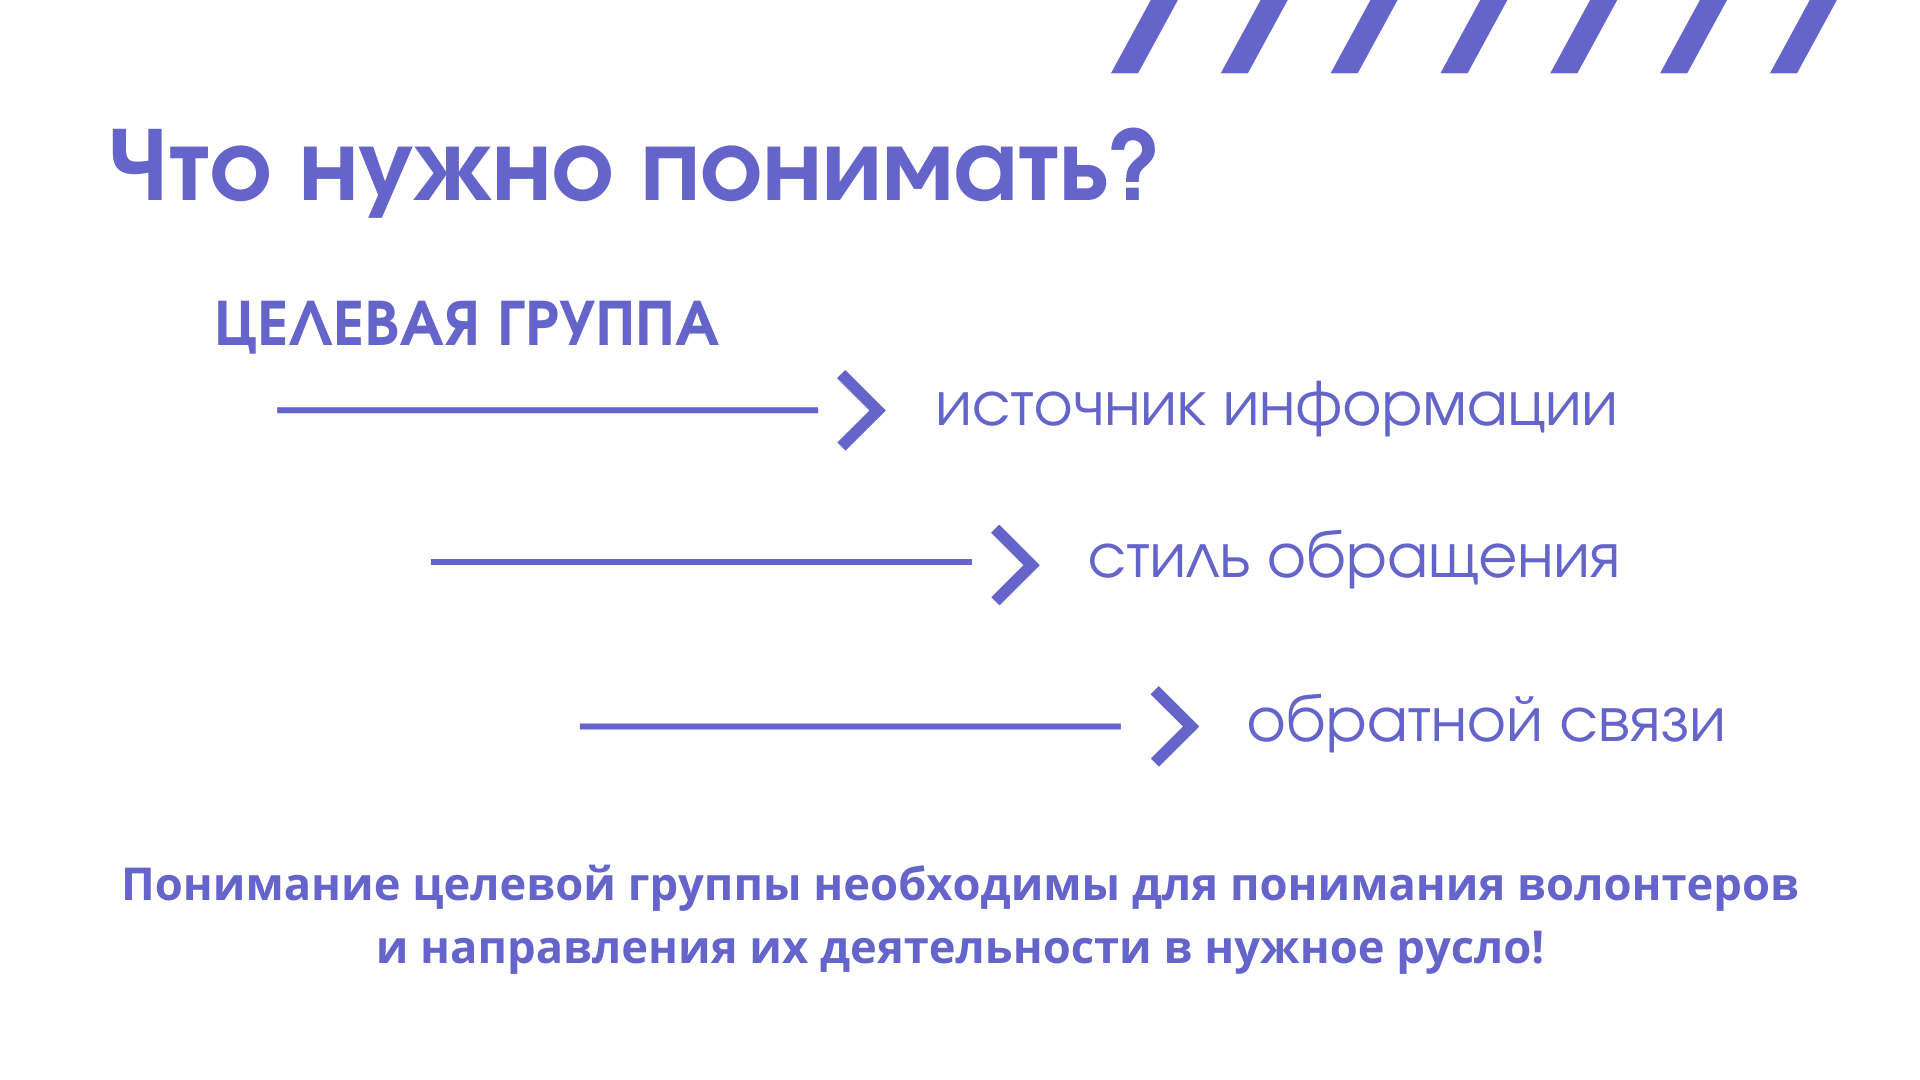 Что нужно понимать?
ЦЕЛЕВАЯ ГРУППА
источник информации
стиль обращения
обратной связи
Понимание целевой группы необходимы для понимания волонтеров
и направления их деятельности в нужное русло!